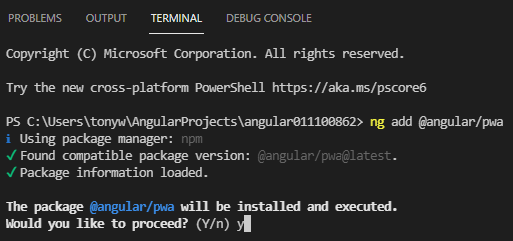 PROBLEMS OUTPUT TERMINAL DEBUG CONSOLE
Copyright (C) Microsoft Corporation. All rights reserved.
Try the new cross-platform PowerShell https://aka.ms/pscore6
PS C:\Users\tonyw\AngularProjects\angular011100862> ng add @angular/pwa
i Using package manager: npm
✓ Found compatible package version: @angular/pwa@latest.
✓ Package information loaded.
The package @angular/pwa will be installed and executed.
Would you like to proceed? (Y/n) y